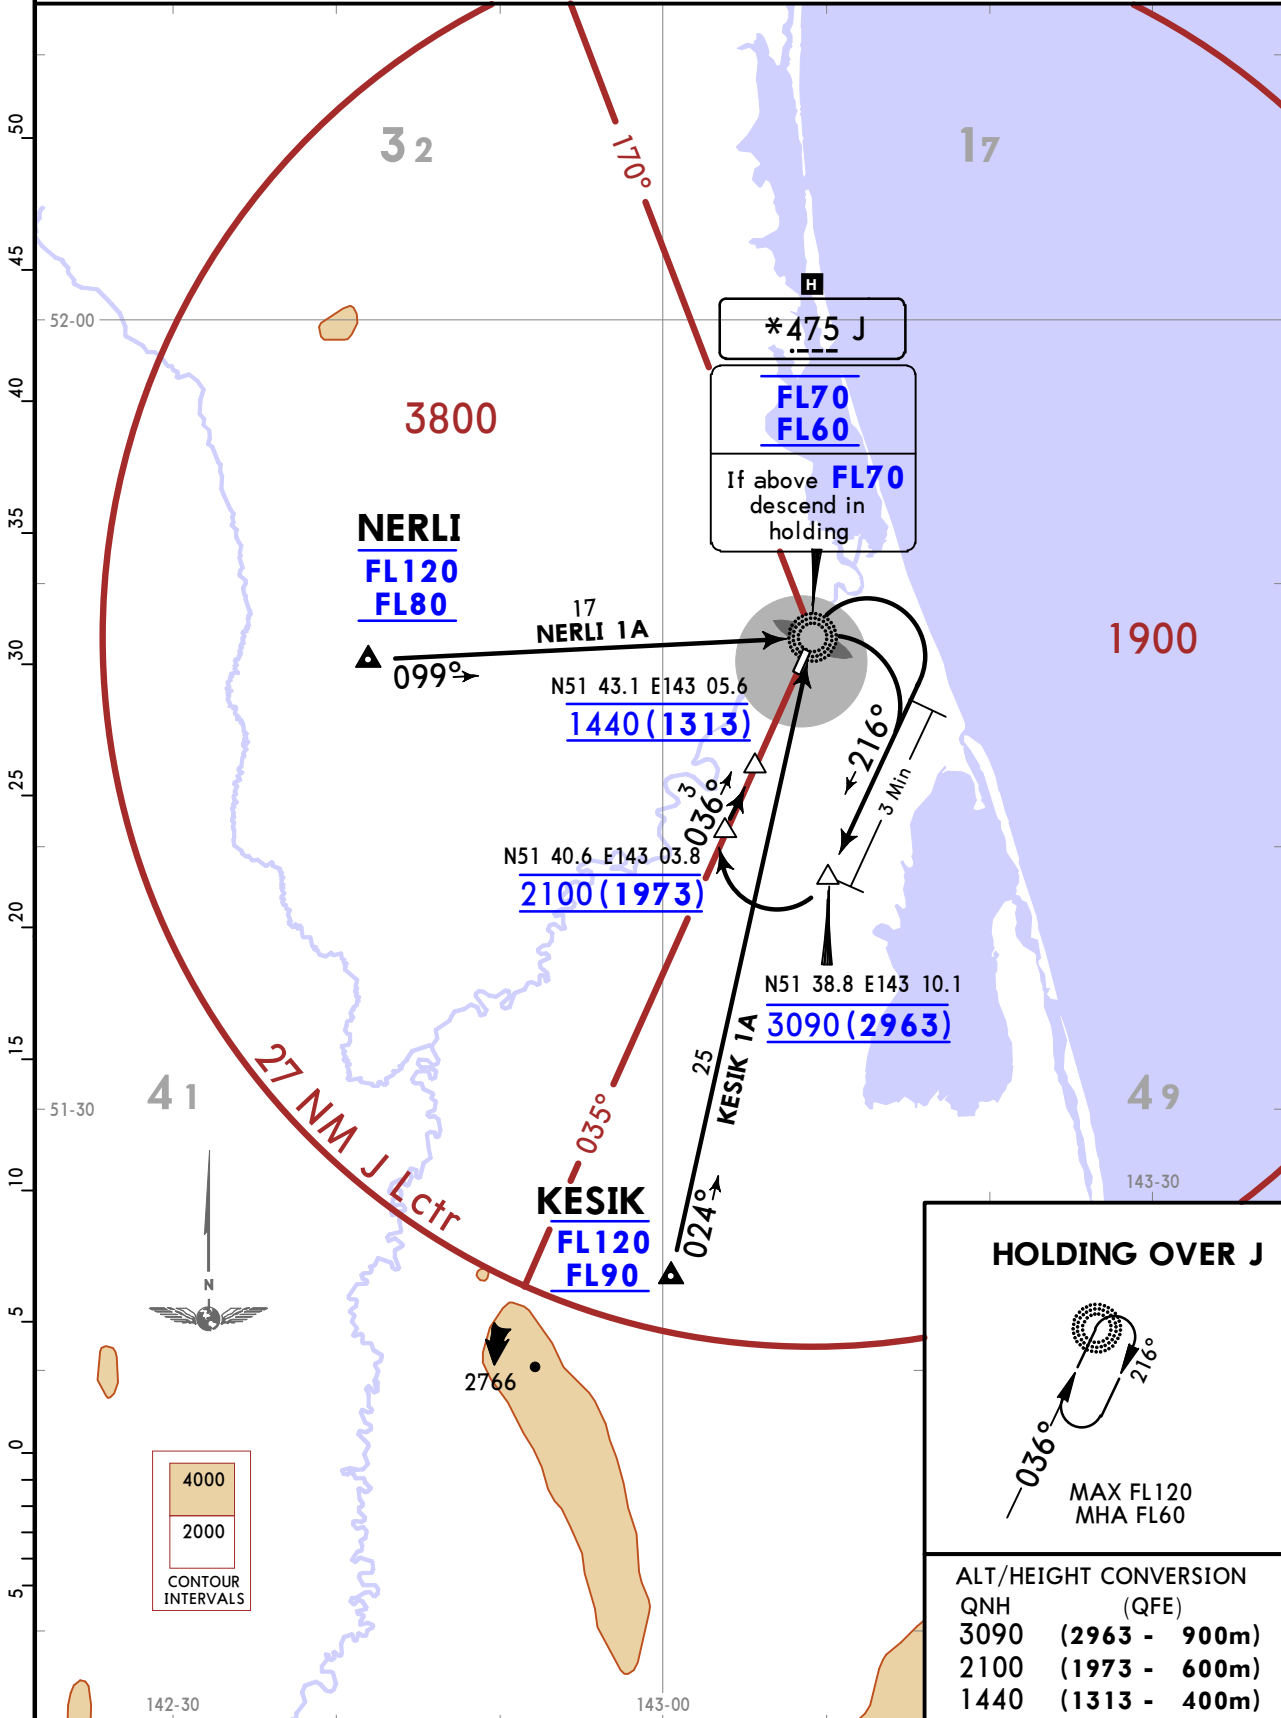 50
45
40
35
30
25
20
15
10
5
0
5
3 2
1 7
170°
H
52-00
*475 J
3800
FL70
FL60
If above FL70
descend in
holding
NERLI
FL120
FL80
17
NERLI 1A
099°
1900
N51 43.1 E143 05.6
1440 (1313)
216°
3 Min
3
036°
N51 40.6 E143 03.8
2100 (1973)
N51 38.8 E143 10.1
3090 (2963)
25
KESIK 1A
27 NM J Lctr
4 1
4 9
51-30
035°
143-30
KESIK
FL120
FL90
024°
N
2766
HOLDING OVER J
216°
036°
MAX FL120
MHA FL60
4000
2000
CONTOUR
INTERVALS
ALT/HEIGHT CONVERSION
QNH (QFE)
3090 (2963 - 900m)
2100 (1973 - 600m)
1440 (1313 - 400m)
142-30
143-00